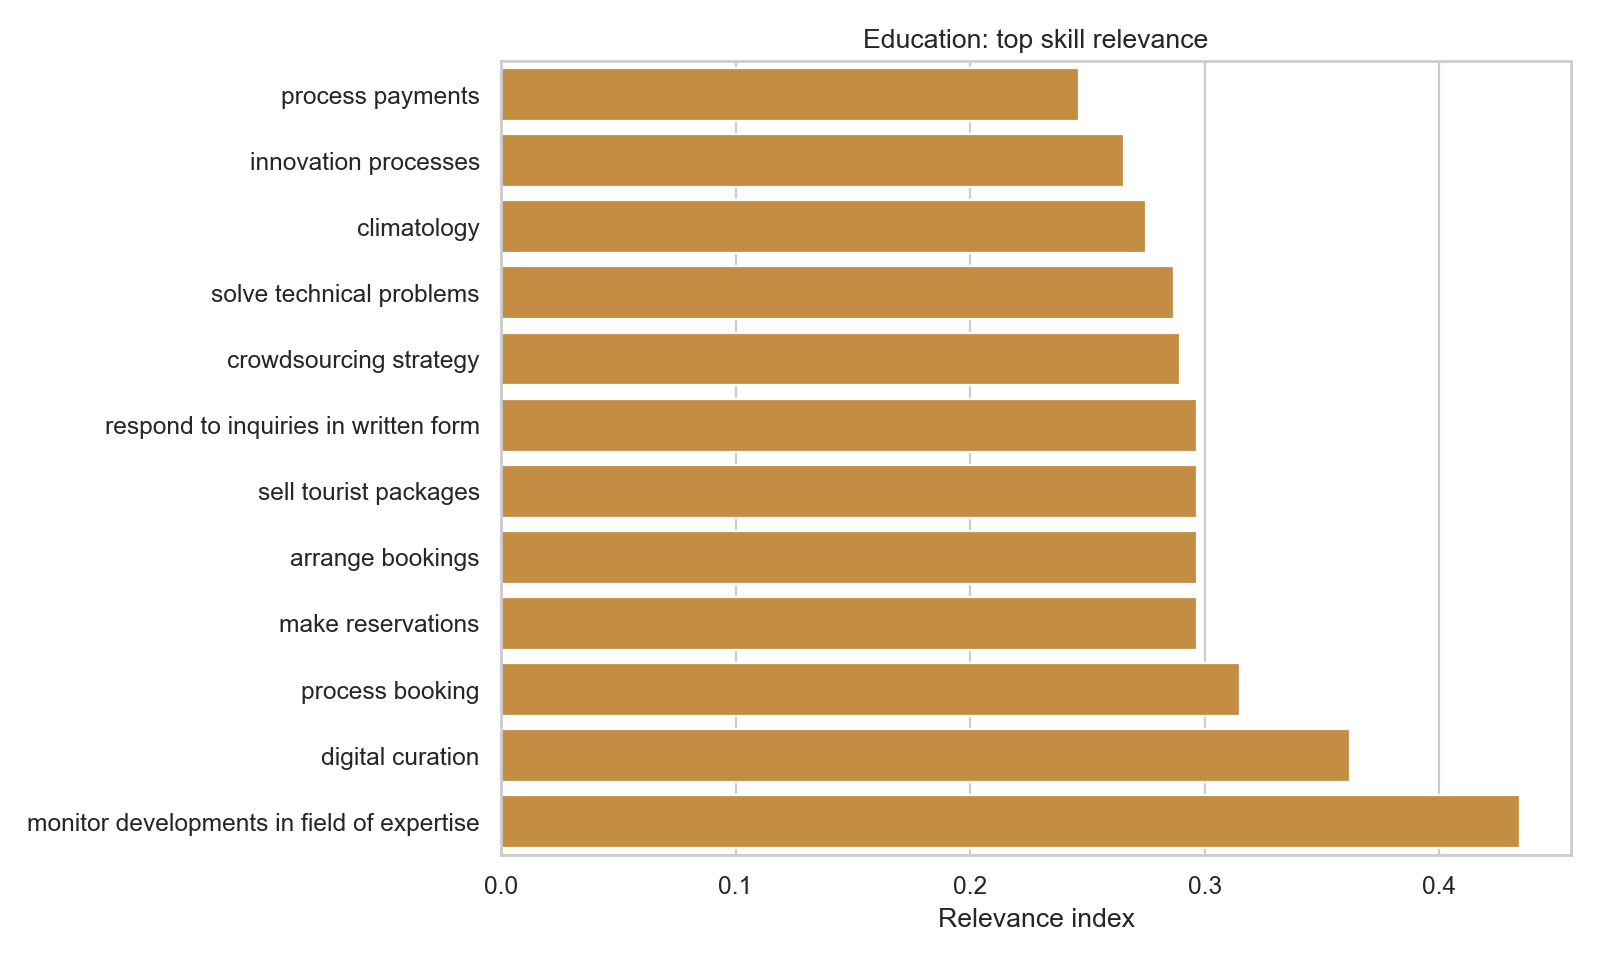 Education: top skill relevance
process payments
innovation processes
climatology
solve technical problems
crowdsourcing strategy
respond to inquiries in written form
sell tourist packages
arrange bookings
make reservations
process booking
digital curation
monitor developments in field of expertise
0.0 0.1 0.2 0.3 0.4
Relevance index